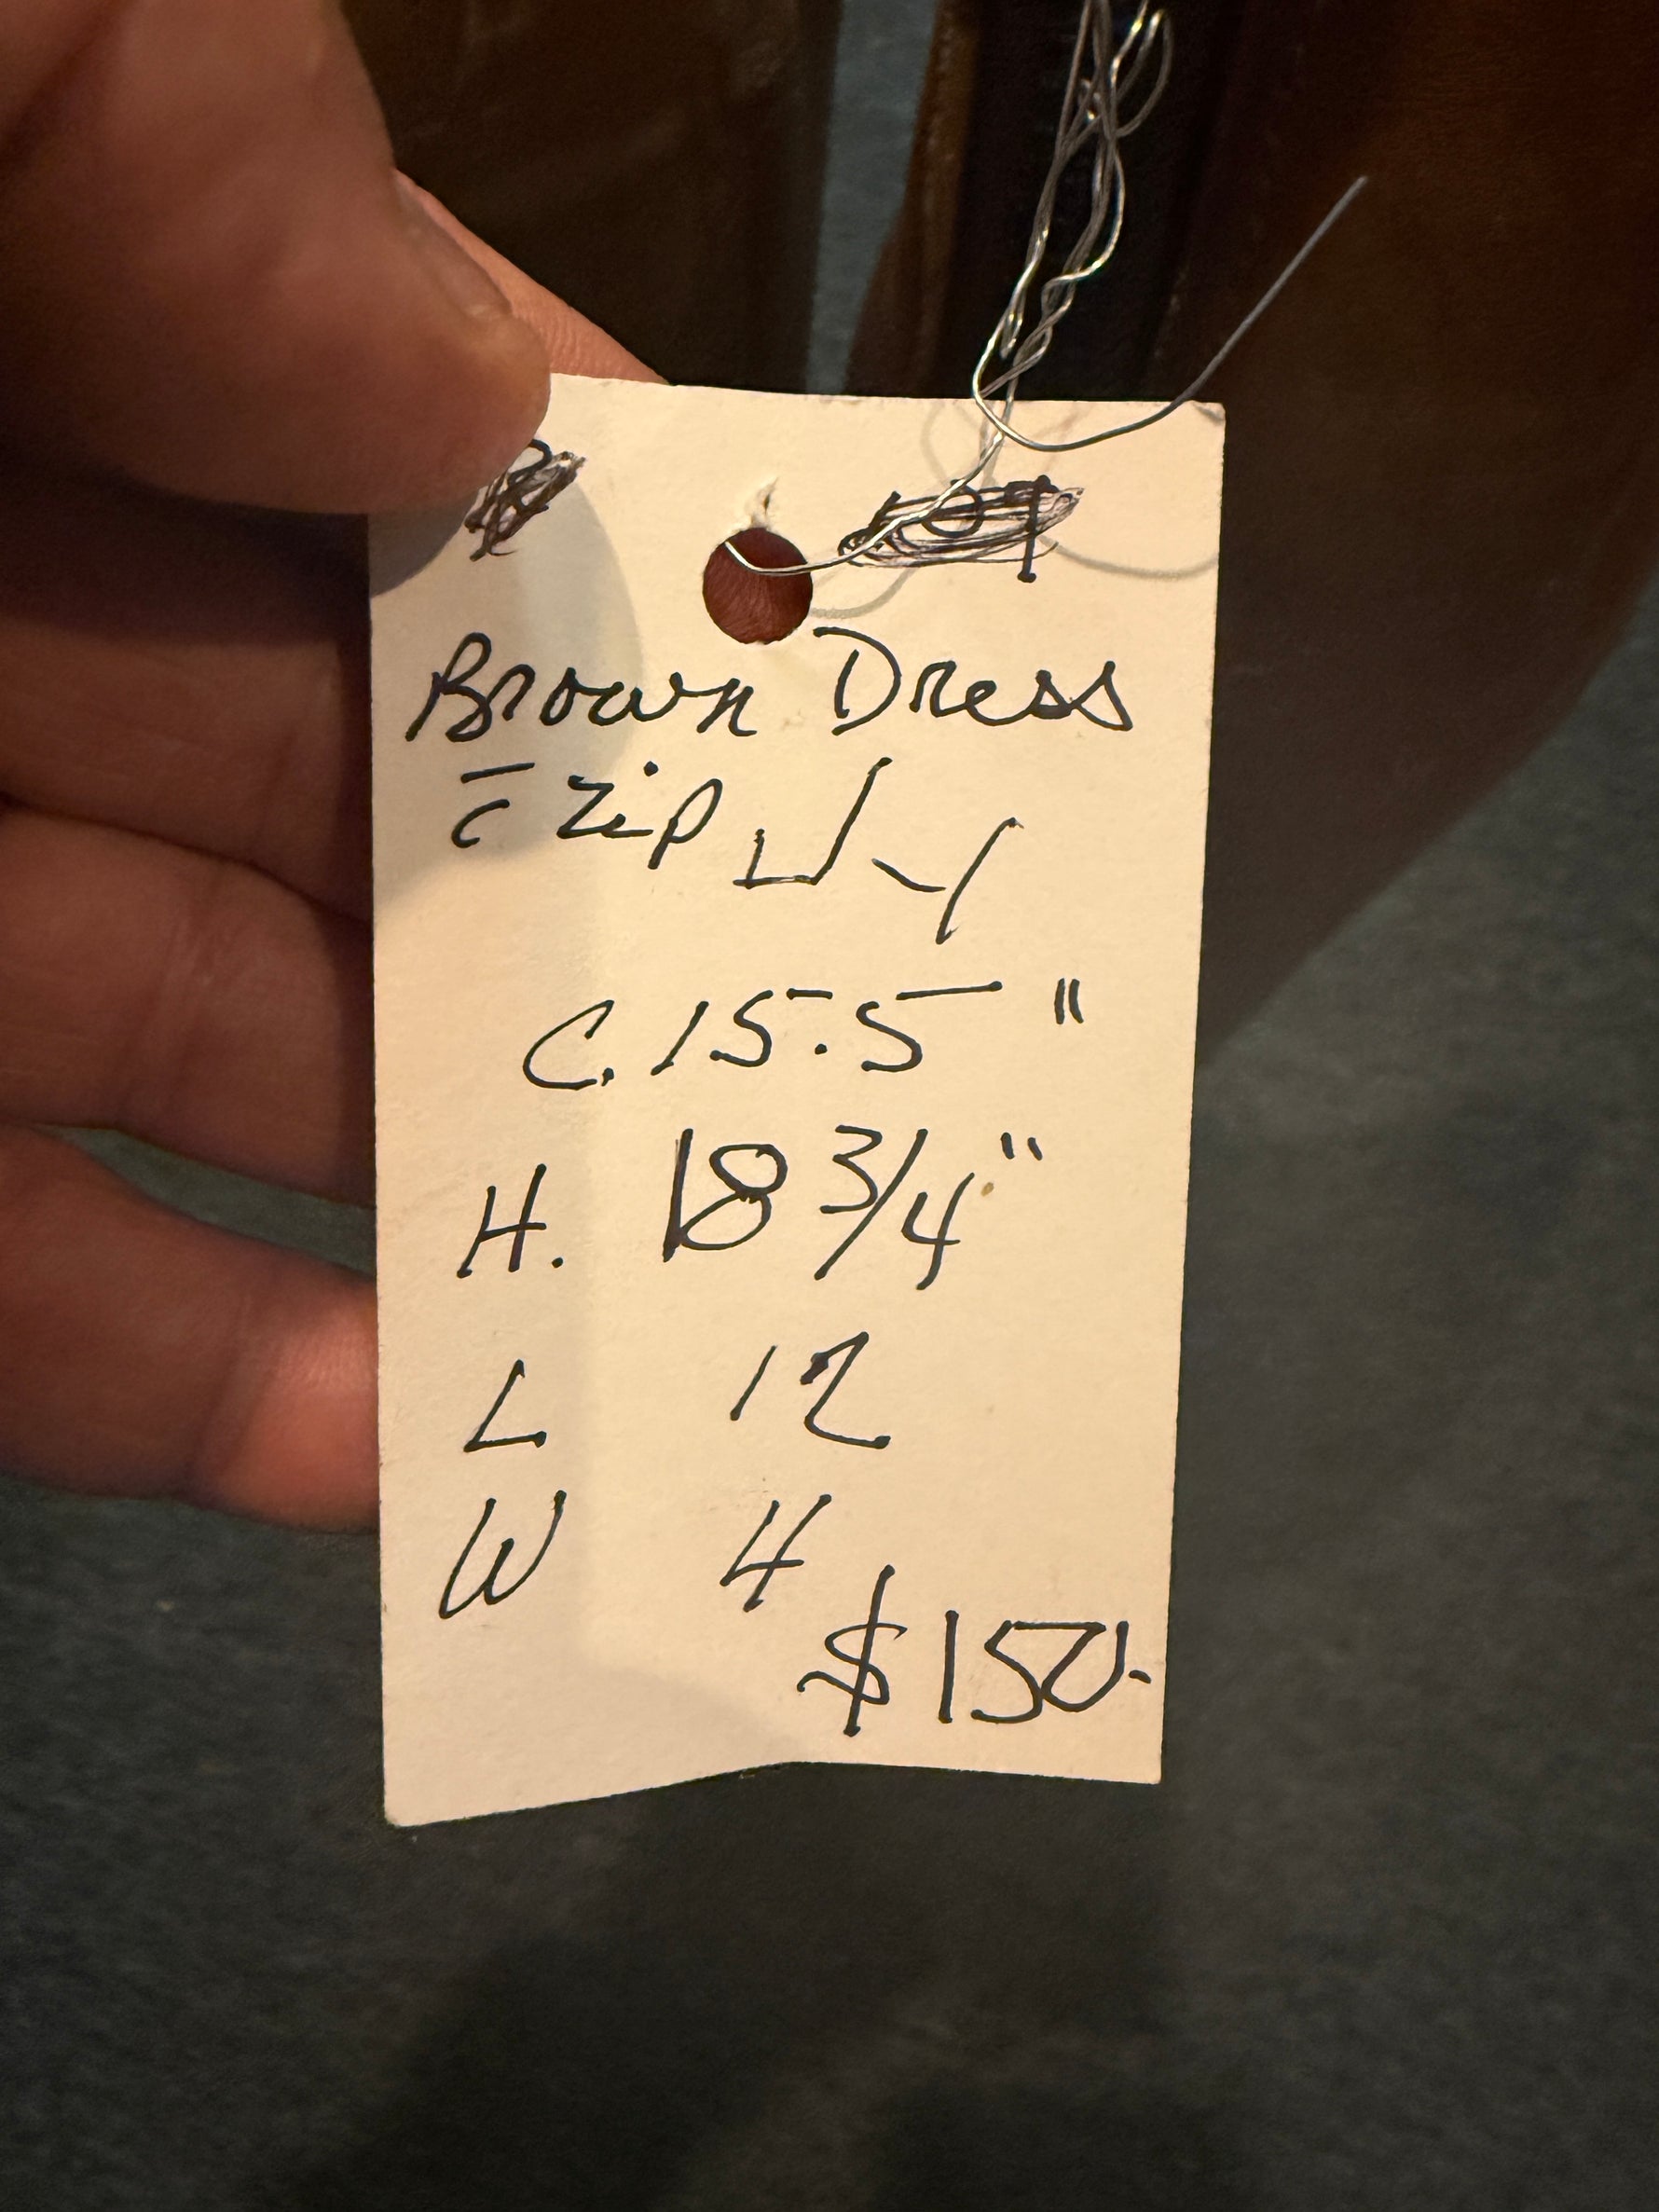 Brown Dress
c̄ Zip
C. 15.5"
H. 18 3/4"
L 12
W 4
$150.-